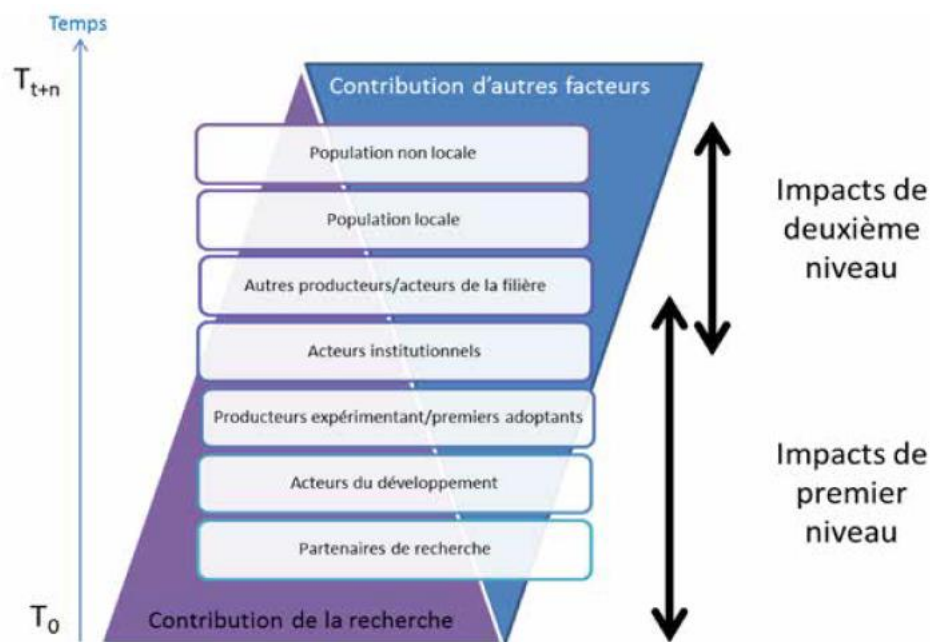 Temps
T t+n
Contribution d'autres facteurs
Population non locale
Population locale
Autres producteurs/acteurs de la filière
Acteurs institutionnels
Producteurs expérimentant/premiers adoptants
Acteurs du développement
Partenaires de recherche
T0
Contribution de la recherche
Impacts de
deuxième
niveau
Impacts de
premier
niveau